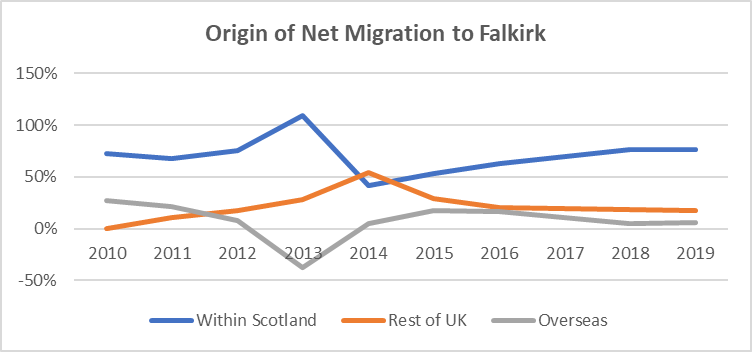 Origin of Net Migration to Falkirk
150%
100%
50%
0%
2010 2011 2012 2013 2014 2015 2016 2017 2018 2019
-50%
Within Scotland Rest of UK Overseas